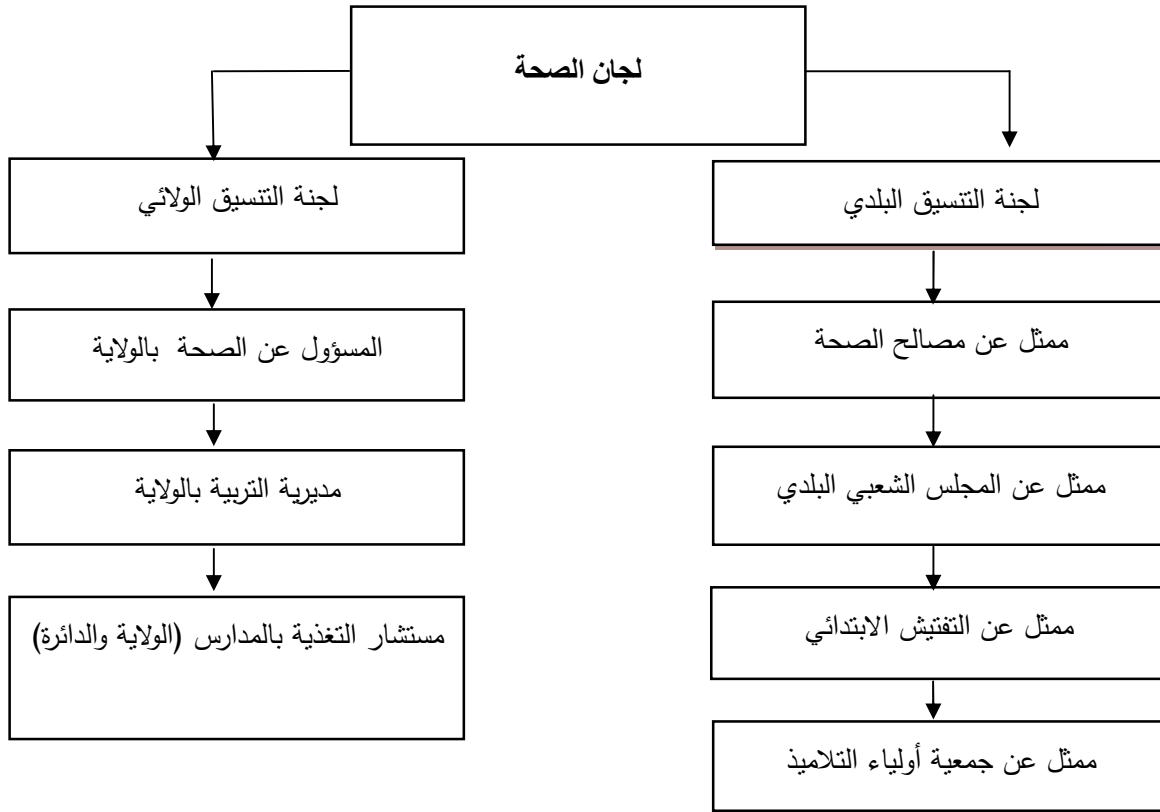 لجان الصحة
لجنة التنسيق البلدي
لجنة التنسيق الولائي
ممثل عن مصالح الصحة
المسؤول عن الصحة بالولاية
ممثل عن المجلس الشعبي البلدي
مديرية التربية بالولاية
ممثل عن التفتيش الابتدائي
مستشار التغذية بالمدارس (الولاية والدائرة)
ممثل عن جمعية أولياء التلاميذ